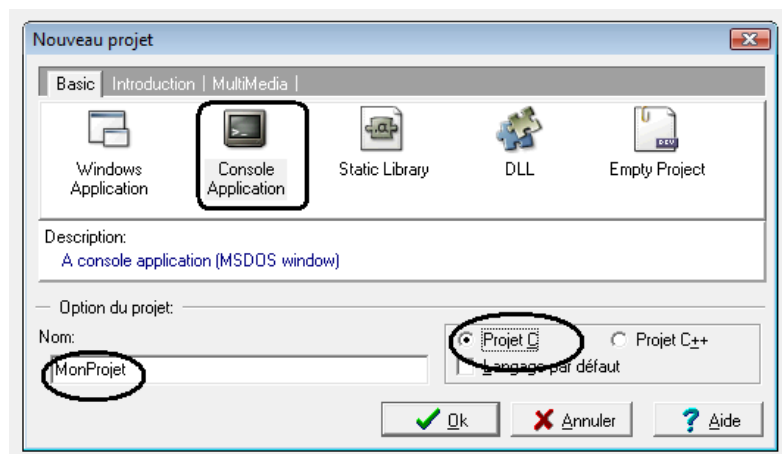 Nouveau projet
Basic Introduction MultiMedia
Windows Application
Console Application
Static Library
DLL
Empty Project
Description:
A console application (MSDOS window)
Option du projet:
Nom:
MonProjet
Projet C
Projet C++
Langage par défaut
Ok
Annuler
Aide